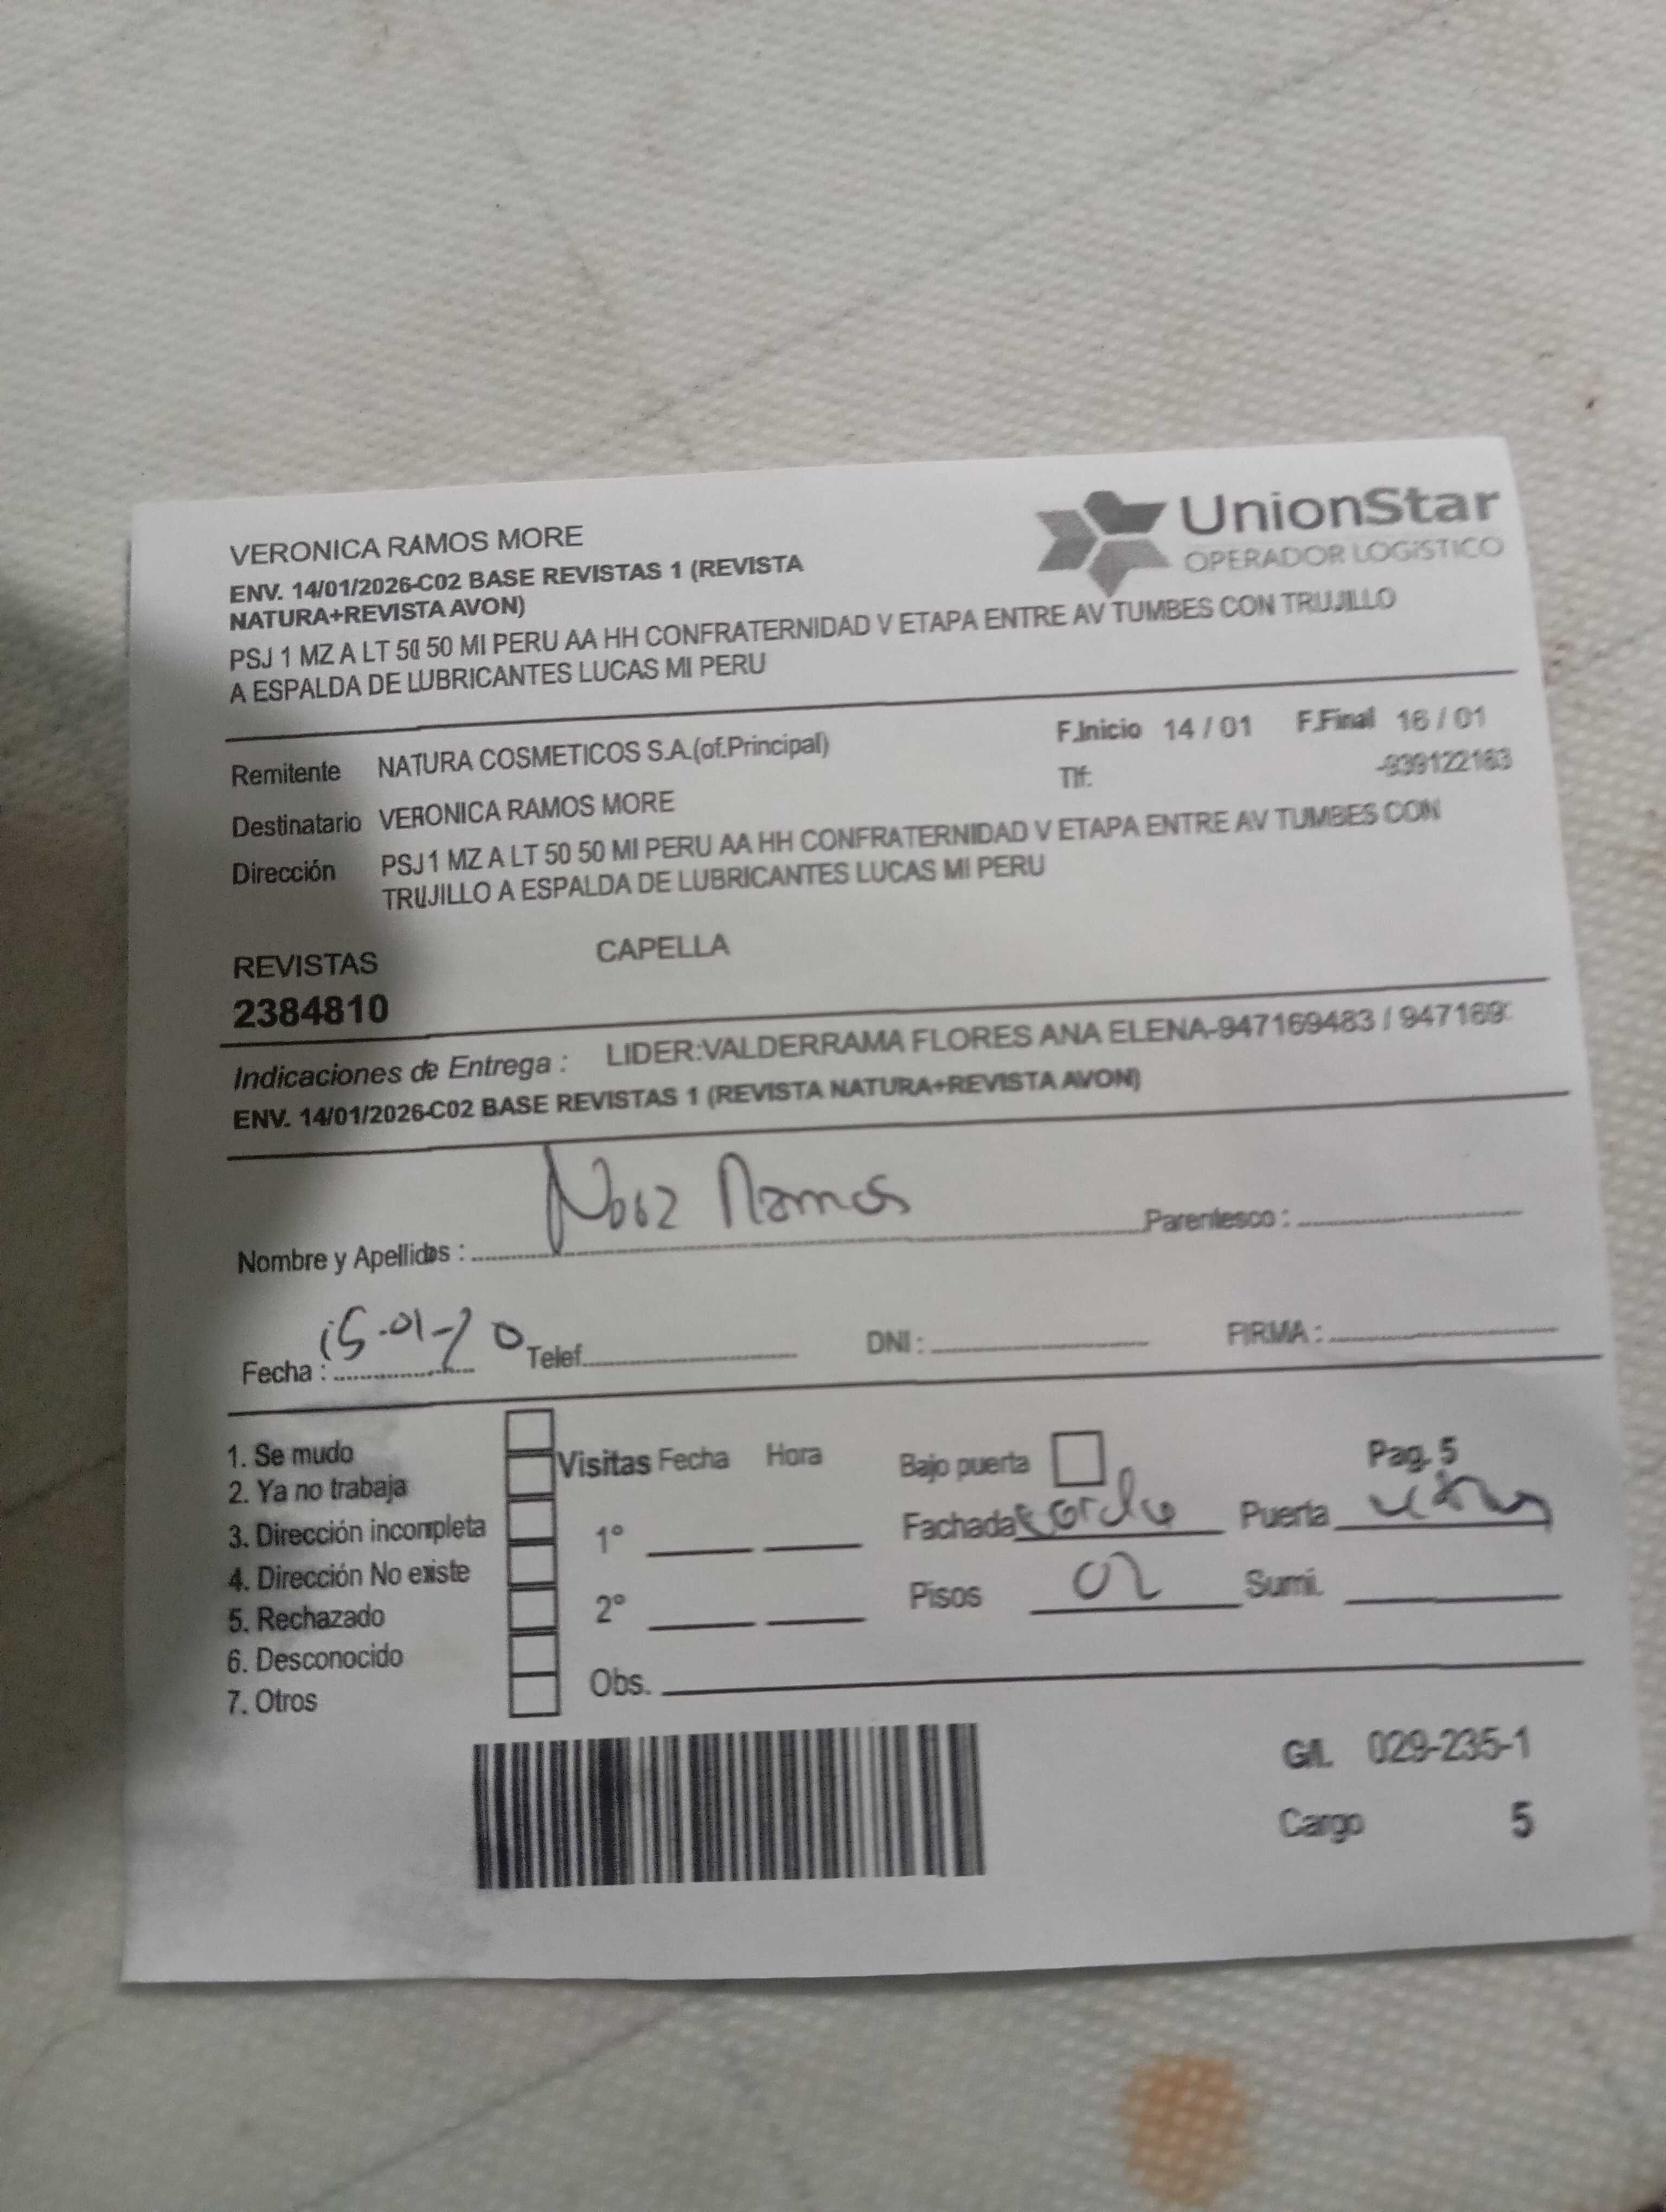 UnionStar
OPERADOR LOGÍSTICO
VERONICA RAMOS MORE
ENV. 14/01/2026-C02 BASE REVISTAS 1 (REVISTA
NATURA+REVISTA AVON)
PSJ 1 MZ A LT 50 50 MI PERU AA HH CONFRATERNIDAD V ETAPA ENTRE AV TUMBES CON TRUJILLO
A ESPALDA DE LUBRICANTES LUCAS MI PERU
Remitente NATURA COSMETICOS S.A.(of.Principal) F.Inicio 14 / 01 F.Final 16 / 01
Tlf: -939122163
Destinatario VERONICA RAMOS MORE
Dirección PSJ 1 MZ A LT 50 50 MI PERU AA HH CONFRATERNIDAD V ETAPA ENTRE AV TUMBES CON
TRUJILLO A ESPALDA DE LUBRICANTES LUCAS MI PERU
REVISTAS CAPELLA
2384810
Indicaciones de Entrega : LIDER:VALDERRAMA FLORES ANA ELENA-947169483 / 947169
ENV. 14/01/2026-C02 BASE REVISTAS 1 (REVISTA NATURA+REVISTA AVON)
Nombre y Apellidos : Ramos Parentesco :
Fecha : 15-01- Telef. DNI : FIRMA :
1. Se mudo
2. Ya no trabaja
3. Dirección incompleta
4. Dirección No existe
5. Rechazado
6. Desconocido
7. Otros
Visitas Fecha Hora
1°
2°
Obs.
Bajo puerta Pag. 5
Fachada Puerta
Pisos 02 Sumi.
G/L 029-235-1
Cargo 5